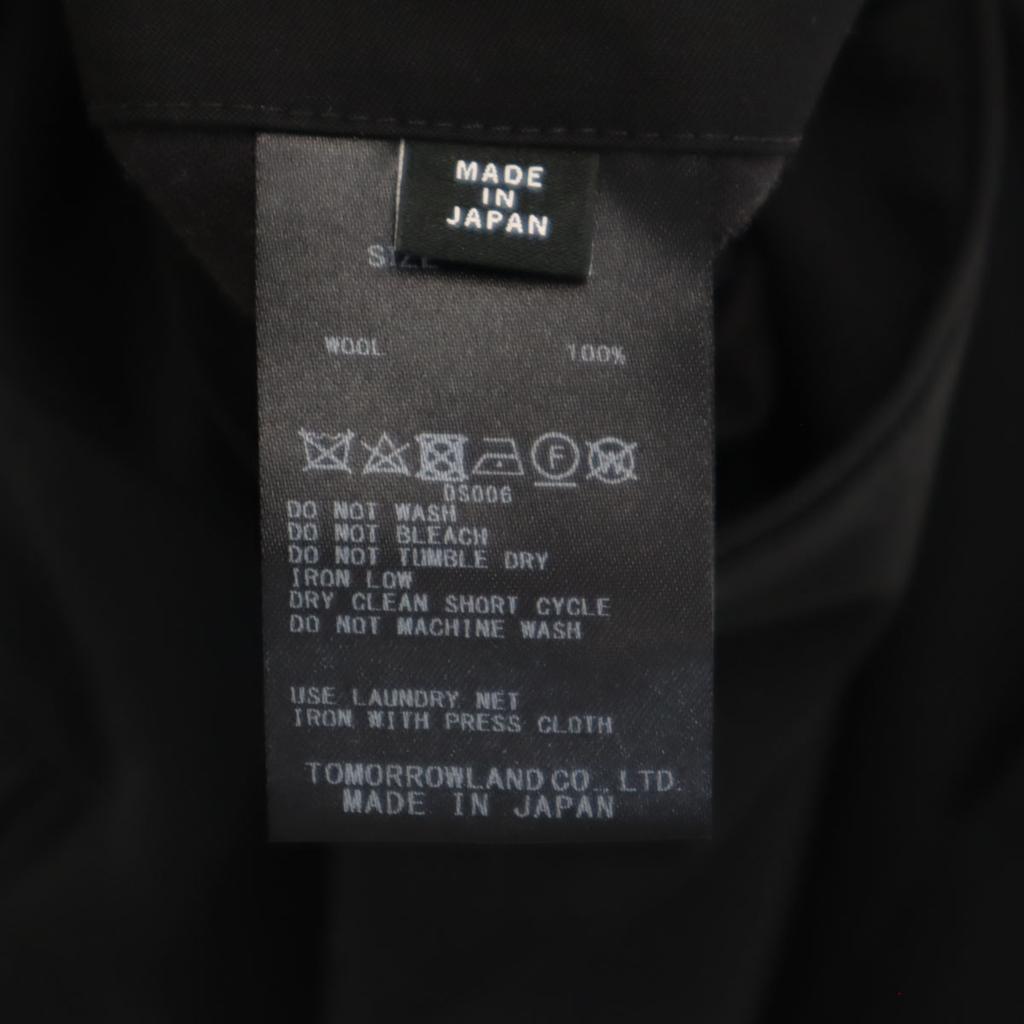 MADE
IN
JAPAN
SIZE
WOOL 100%
F W
DS006
DO NOT WASH
DO NOT BLEACH
DO NOT TUMBLE DRY
IRON LOW
DRY CLEAN SHORT CYCLE
DO NOT MACHINE WASH
USE LAUNDRY NET
IRON WITH PRESS CLOTH
TOMORROWLAND CO., LTD.
MADE IN JAPAN